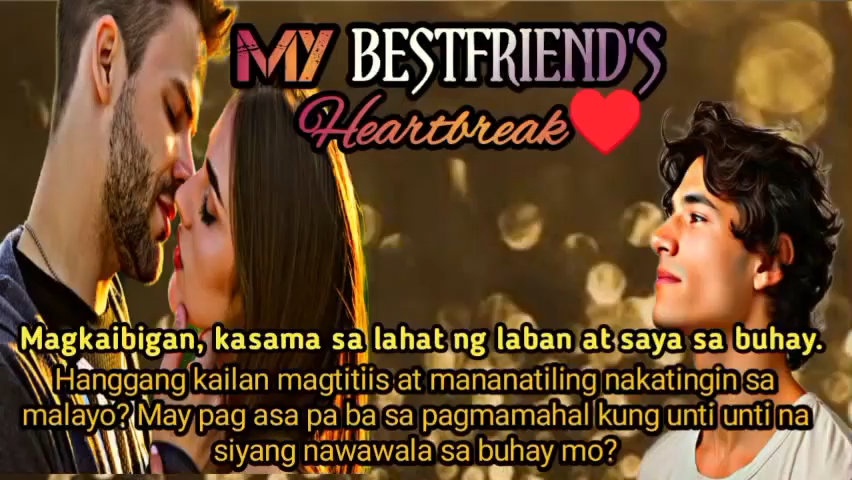 MY BESTFRIEND'S
Heartbreak
Magkaibigan, kasama sa lahat ng laban at saya sa buhay.
Hanggang kailan magtitiis at mananatiling nakatingin sa
malayo? May pag asa pa ba sa pagmamahal kung unti unti na
siyang nawawala sa buhay mo?